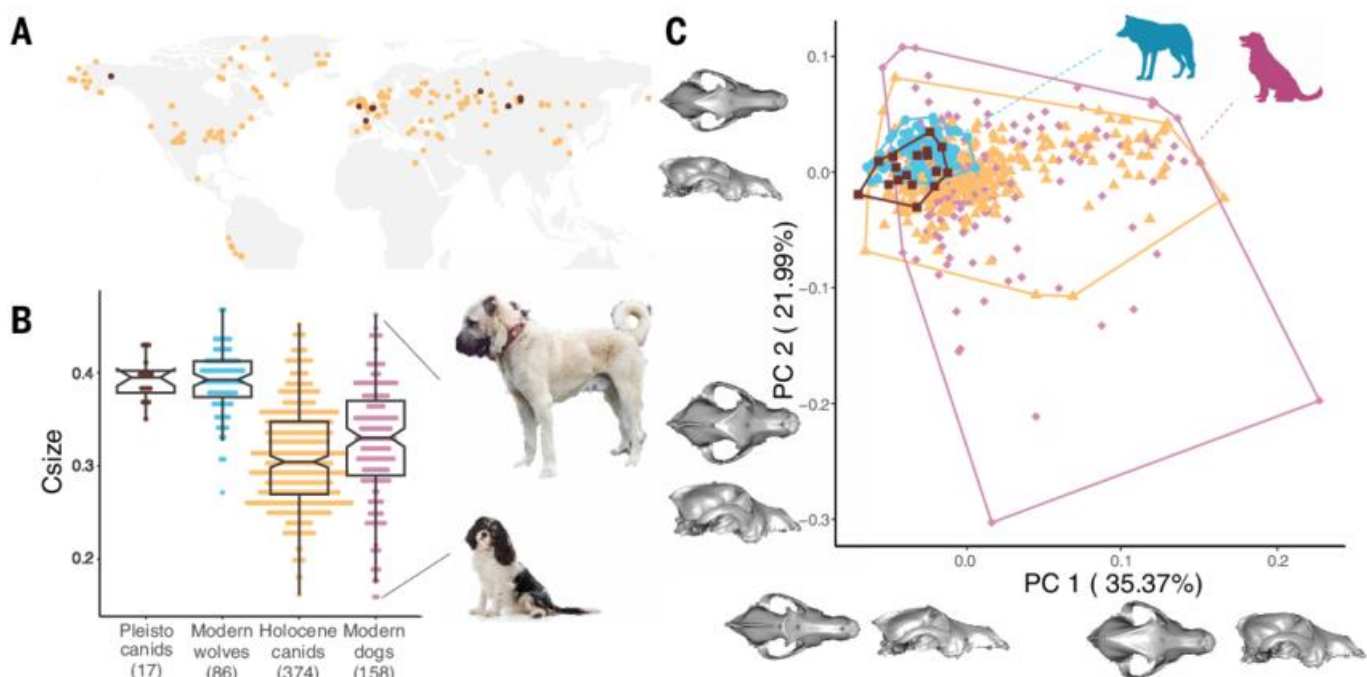 A
B
Csize
0.4
0.3
0.2
Pleisto
canids
(17)
Modern
wolves
(86)
Holocene
canids
(374)
Modern
dogs
(158)
C
PC 2 ( 21.99%)
0.1
0.0
−0.1
−0.2
−0.3
0.0
0.1
0.2
PC 1 ( 35.37%)